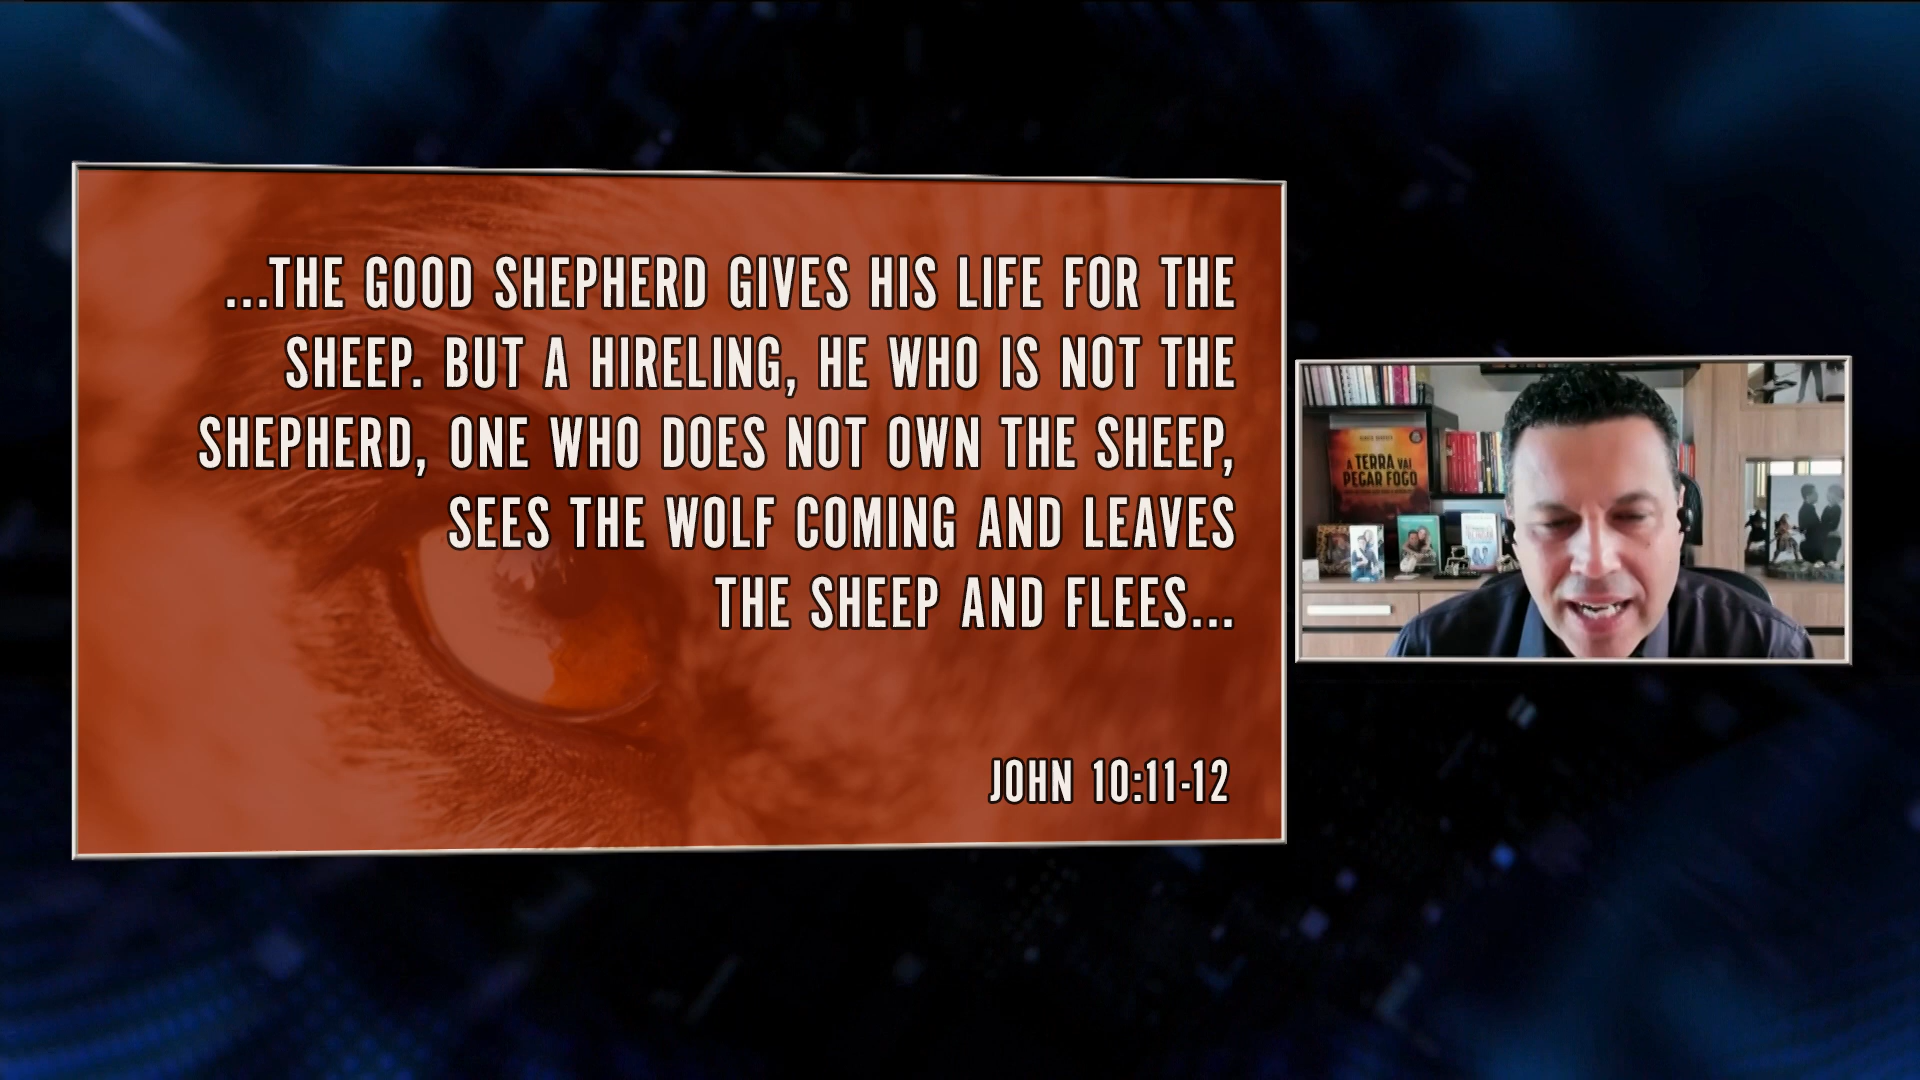 ...THE GOOD SHEPHERD GIVES HIS LIFE FOR THE
SHEEP. BUT A HIRELING, HE WHO IS NOT THE
SHEPHERD, ONE WHO DOES NOT OWN THE SHEEP,
SEES THE WOLF COMING AND LEAVES
THE SHEEP AND FLEES...
JOHN 10:11-12
A TERRA VAI
PEGAR FOGO